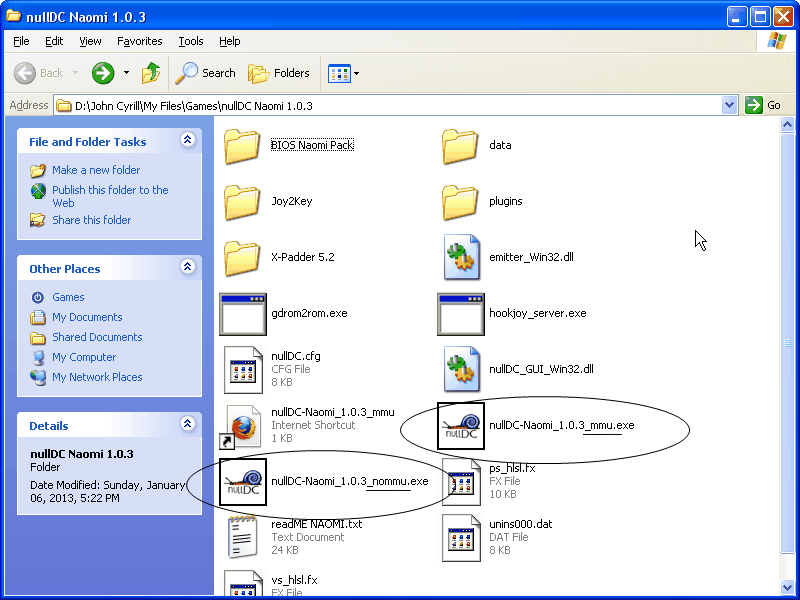 nullDC Naomi 1.0.3
File Edit View Favorites Tools Help
Back Search Folders
Address D:\John Cyrill\My Files\Games\nullDC Naomi 1.0.3 Go
File and Folder Tasks
Make a new folder
Publish this folder to the
Web
Share this folder
Other Places
Games
My Documents
Shared Documents
My Computer
My Network Places
Details
nullDC Naomi 1.0.3
Folder
Date Modified: Sunday, January
06, 2013, 5:22 PM
BIOS Naomi Pack
data
Joy2Key
plugins
X-Padder 5.2
emitter_Win32.dll
gdrom2rom.exe
hookjoy_server.exe
nullDC.cfg
CFG File
8 KB
nullDC_GUI_Win32.dll
nullDC-Naomi_1.0.3_mmu
Internet Shortcut
1 KB
nullDC
nullDC-Naomi_1.0.3_mmu.exe
nullDC
nullDC-Naomi_1.0.3_nommu.exe
ps_hlsl.fx
FX File
10 KB
readME NAOMI.txt
Text Document
24 KB
unins000.dat
DAT File
8 KB
vs_hlsl.fx
FX File